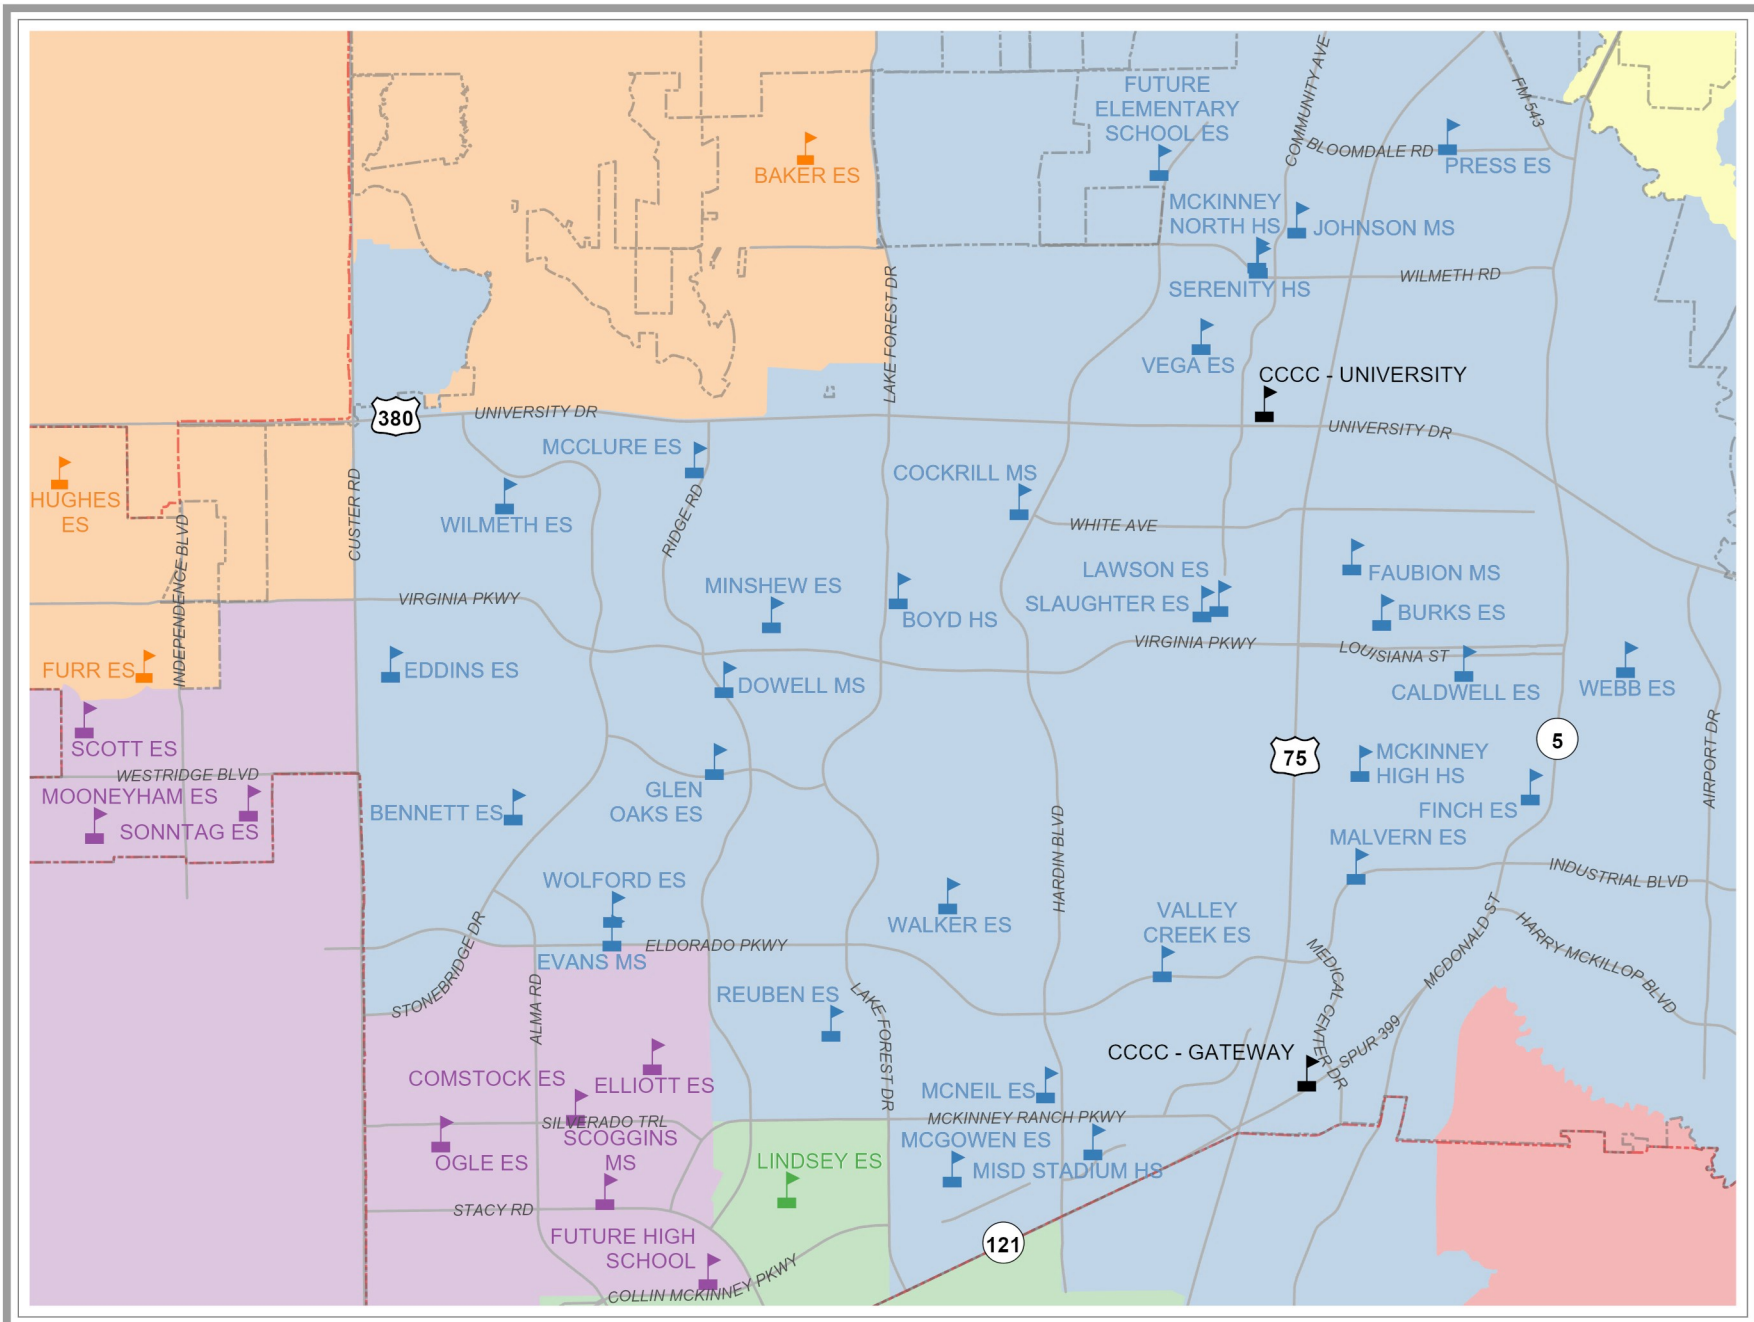 FUTURE
ELEMENTARY
SCHOOL ES
COMMUNITY AVE
FM 543
BLOOMDALE RD
PRESS ES
BAKER ES
MCKINNEY
NORTH HS
JOHNSON MS
SERENITY HS
WILMETH RD
LAKE FOREST DR
VEGA ES
CCCC - UNIVERSITY
380
UNIVERSITY DR
UNIVERSITY DR
MCCLURE ES
COCKRILL MS
HUGHES
ES
WILMETH ES
CUSTER RD
RIDGE RD
WHITE AVE
INDEPENDENCE BLVD
LAWSON ES
FAUBION MS
MINSHEW ES
VIRGINIA PKWY
SLAUGHTER ES
BURKS ES
BOYD HS
VIRGINIA PKWY
LOUISIANA ST
FURR ES
EDDINS ES
DOWELL MS
CALDWELL ES
WEBB ES
SCOTT ES
75
5
MCKINNEY
HIGH HS
AIRPORT DR
WESTRIDGE BLVD
MOONEYHAM ES
GLEN
OAKS ES
BENNETT ES
FINCH ES
SONNTAG ES
MALVERN ES
HARDIN BLVD
INDUSTRIAL BLVD
WOLFORD ES
WALKER ES
VALLEY
CREEK ES
STONEBRIDGE DR
ELDORADO PKWY
MEDICAL CENTER DR
MCDONALD ST
HARRY MCKILLOP BLVD
EVANS MS
REUBEN ES
LAKE FOREST DR
ALMA RD
SPUR 399
CCCC - GATEWAY
COMSTOCK ES
ELLIOTT ES
MCNEIL ES
SILVERADO TRL
MCKINNEY RANCH PKWY
SCOGGINS
MS
MCGOWEN ES
OGLE ES
LINDSEY ES
MISD STADIUM HS
STACY RD
FUTURE HIGH
SCHOOL
121
COLLIN MCKINNEY PKWY